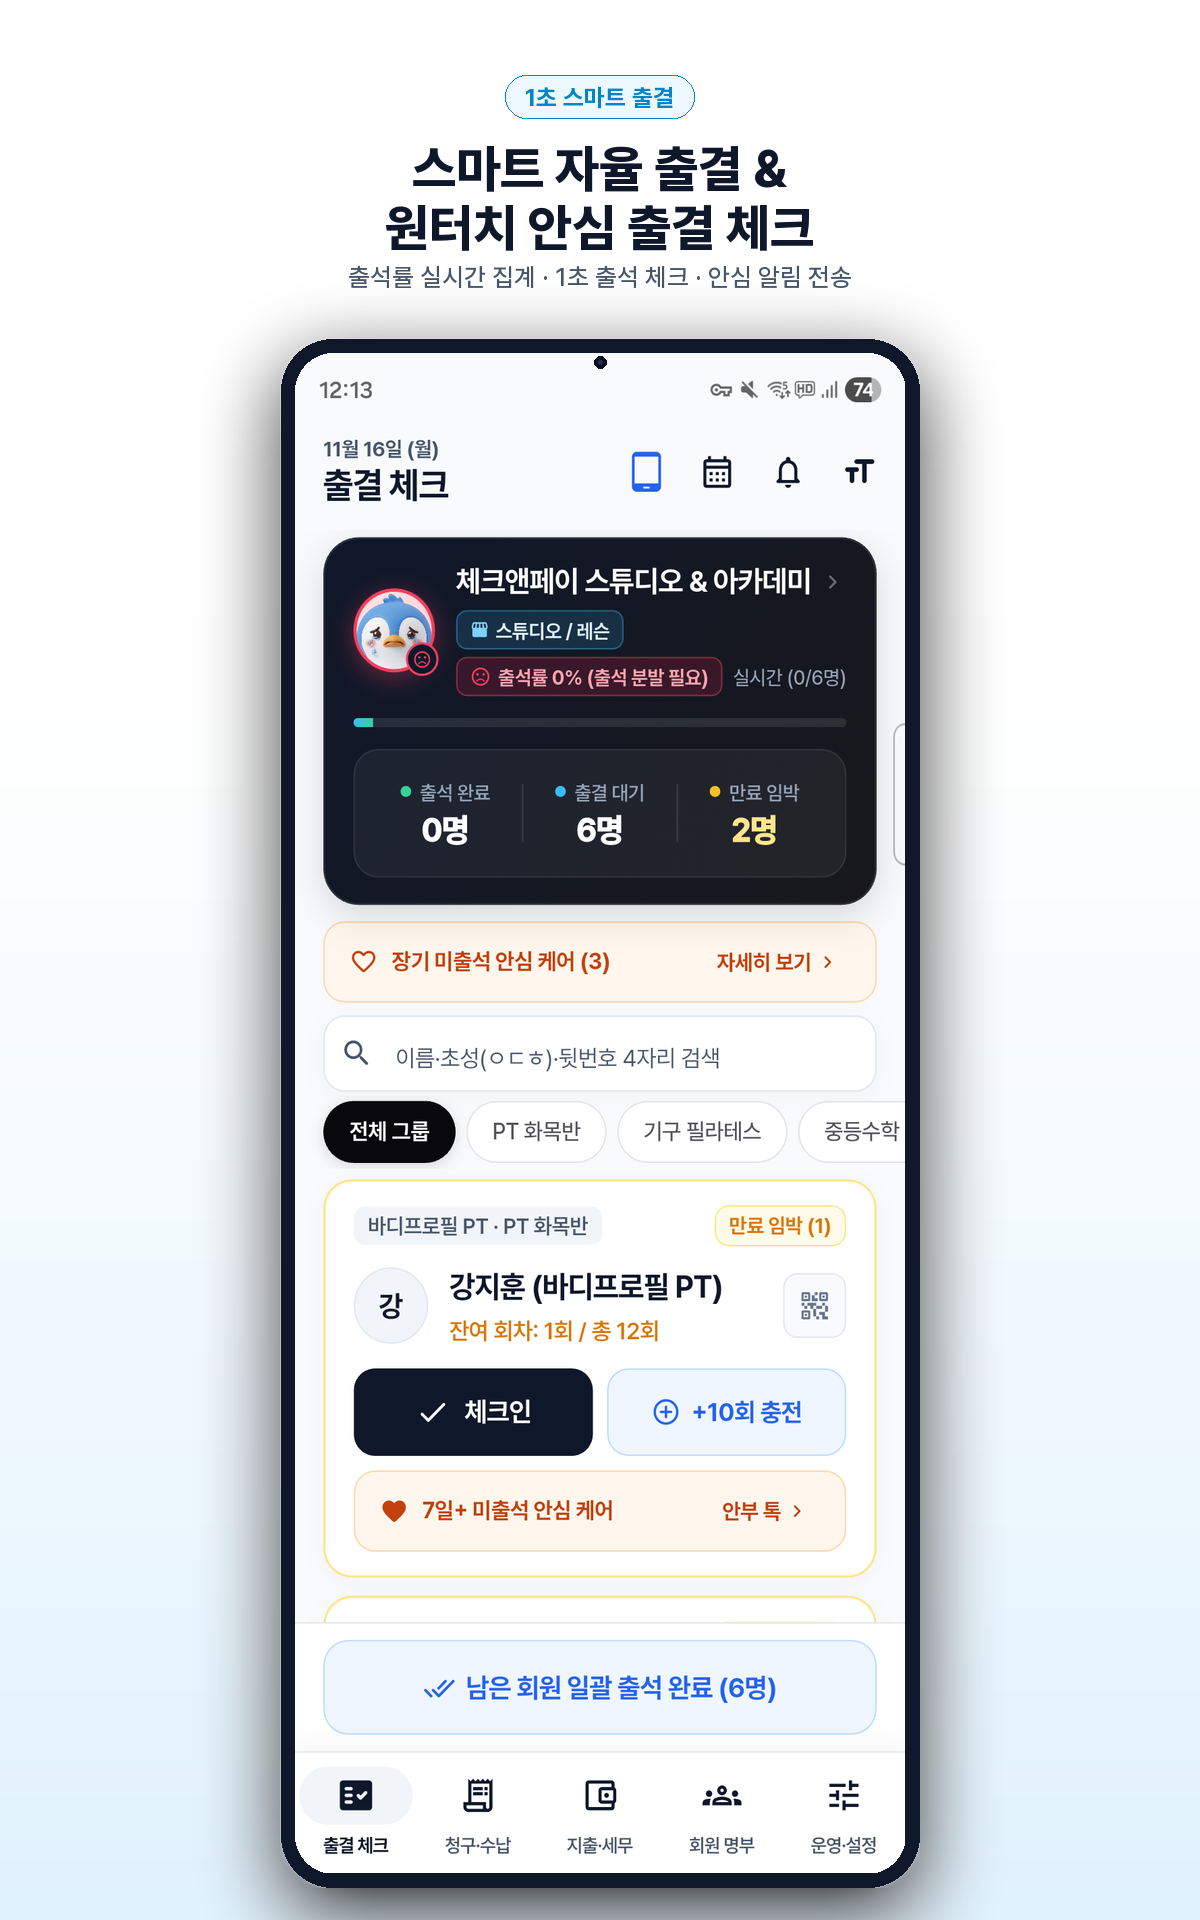 1초 스마트 출결
스마트 자율 출결 &
원터치 안심 출결 체크
출석률 실시간 집계 · 1초 출석 체크 · 안심 알림 전송
12:13
5 HD 74
11월 16일 (월)
출결 체크
체크앤페이 스튜디오 & 아카데미
스튜디오 / 레슨
출석률 0% (출석 분발 필요) 실시간 (0/6명)
출석 완료 출결 대기 만료 임박
0명 6명 2명
장기 미출석 안심 케어 (3) 자세히 보기
이름·초성(ㅇㄷㅎ)·뒷번호 4자리 검색
전체 그룹 PT 화목반 기구 필라테스 중등수학
바디프로필 PT · PT 화목반 만료 임박 (1)
강 강지훈 (바디프로필 PT)
잔여 회차: 1회 / 총 12회
체크인 +10회 충전
7일+ 미출석 안심 케어 안부 톡
남은 회원 일괄 출석 완료 (6명)
출결 체크 청구·수납 지출·세무 회원 명부 운영·설정